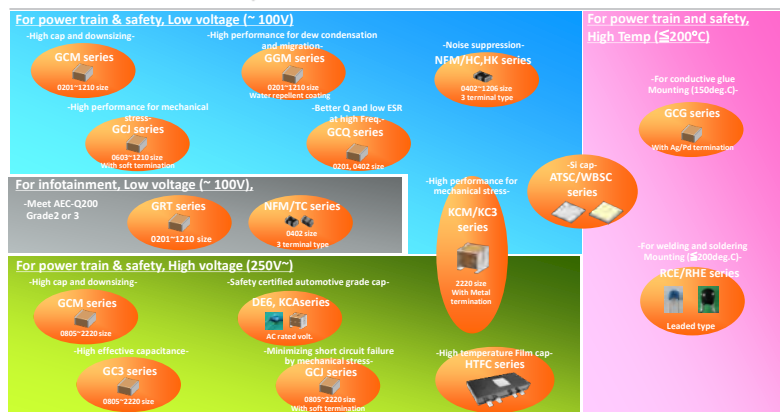 For power train & safety, Low voltage (~ 100V)
-High cap and downsizing-
GCM series
0201~1210 size
-High performance for dew condensation
and migration-
GGM series
0201~1210 size
Water repellent coating
-Noise suppression-
NFM/HC,HK series
0402~1206 size
3 terminal type
-High performance for mechanical
stress-
GCJ series
0603~1210 size
With soft termination
-Better Q and low ESR
at high Freq.-
GCQ series
0201, 0402 size
For power train and safety,
High Temp (≦200°C)
-For conductive glue
Mounting (150deg.C)-
GCG series
With Ag/Pd termination
-Si cap-
ATSC/WBSC
series
-For welding and soldering
Mounting (≦200deg.C)-
RCE/RHE series
Leaded type
For infotainment, Low voltage (~ 100V),
-Meet AEC-Q200
Grade2 or 3
GRT series
0201~1210 size
NFM/TC series
0402 size
3 terminal type
-High performance for
mechanical stress-
KCM/KC3
series
2220 size
With Metal
termination
For power train & safety, High voltage (250V~)
-High cap and downsizing-
GCM series
0805~2220 size
-Safety certified automotive grade cap-
DE6, KCAseries
AC rated volt.
-High effective capacitance-
GC3 series
0805~2220 size
-Minimizing short circuit failure
by mechanical stress-
GCJ series
0805~2220 size
With soft termination
-High temperature Film cap-
HTFC series